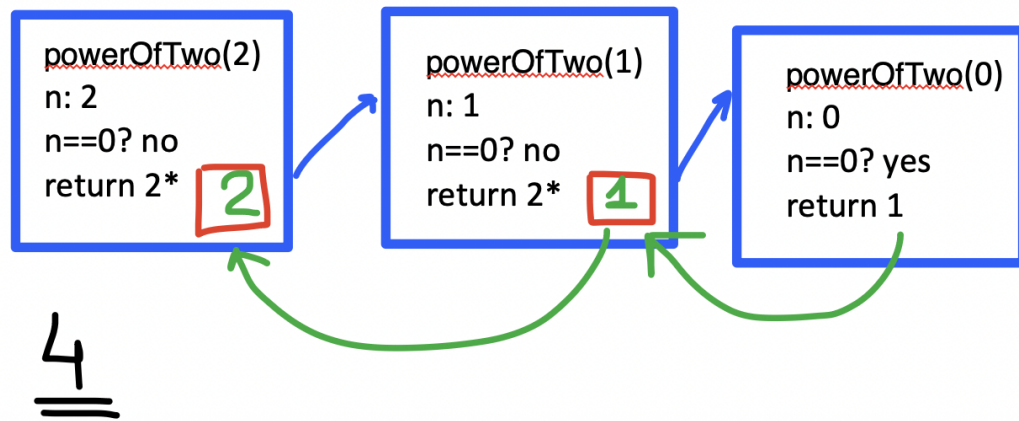 powerOfTwo(2)
n: 2
n==0? no
return 2* 2
powerOfTwo(1)
n: 1
n==0? no
return 2* 1
powerOfTwo(0)
n: 0
n==0? yes
return 1
4